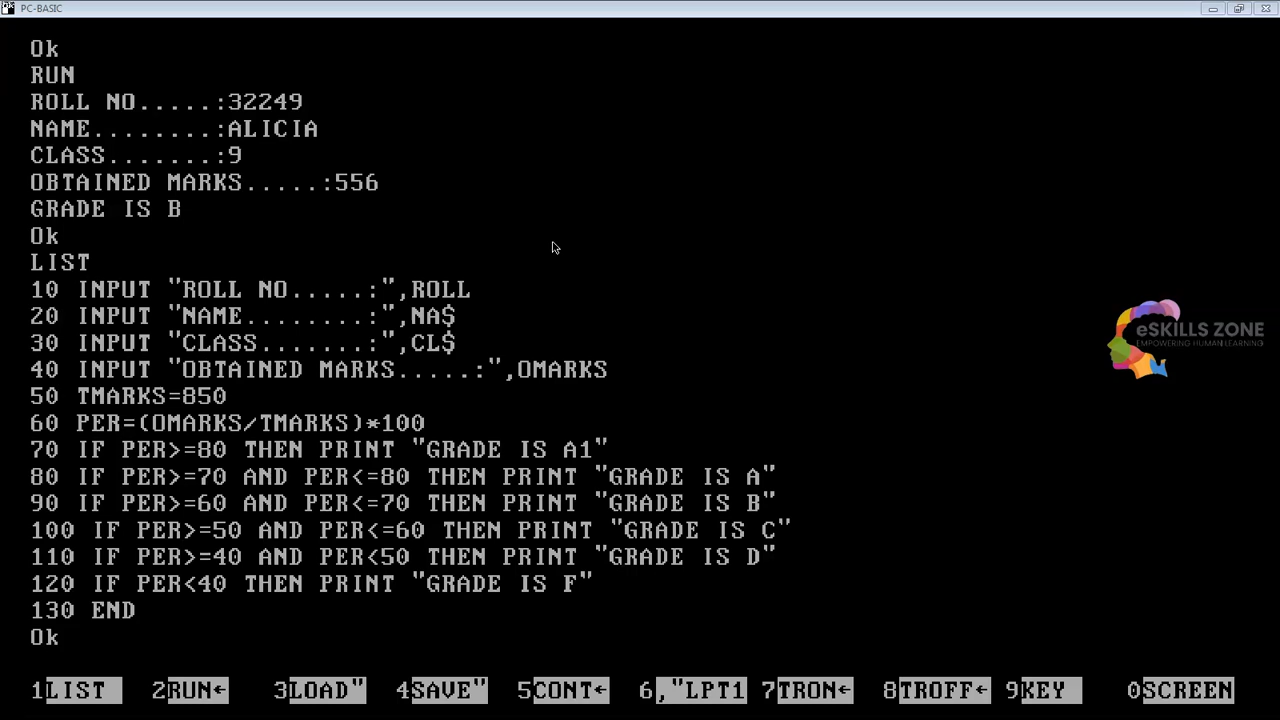 PC-BASIC
Ok
RUN
ROLL NO.....:32249
NAME........:ALICIA
CLASS.......:9
OBTAINED MARKS.....:556
GRADE IS B
Ok
LIST
10 INPUT "ROLL NO.....:",ROLL
20 INPUT "NAME........:",NA$
30 INPUT "CLASS.......:",CL$
40 INPUT "OBTAINED MARKS.....:",OMARKS
50 TMARKS=850
60 PER=(OMARKS/TMARKS)*100
70 IF PER>=80 THEN PRINT "GRADE IS A1"
80 IF PER>=70 AND PER<=80 THEN PRINT "GRADE IS A"
90 IF PER>=60 AND PER<=70 THEN PRINT "GRADE IS B"
100 IF PER>=50 AND PER<=60 THEN PRINT "GRADE IS C"
110 IF PER>=40 AND PER<50 THEN PRINT "GRADE IS D"
120 IF PER<40 THEN PRINT "GRADE IS F"
130 END
Ok
eSKILLS ZONE
EMPOWERING HUMAN LEARNING
1LIST 2RUN← 3LOAD" 4SAVE" 5CONT← 6,"LPT1 7TRON← 8TROFF← 9KEY 0SCREEN